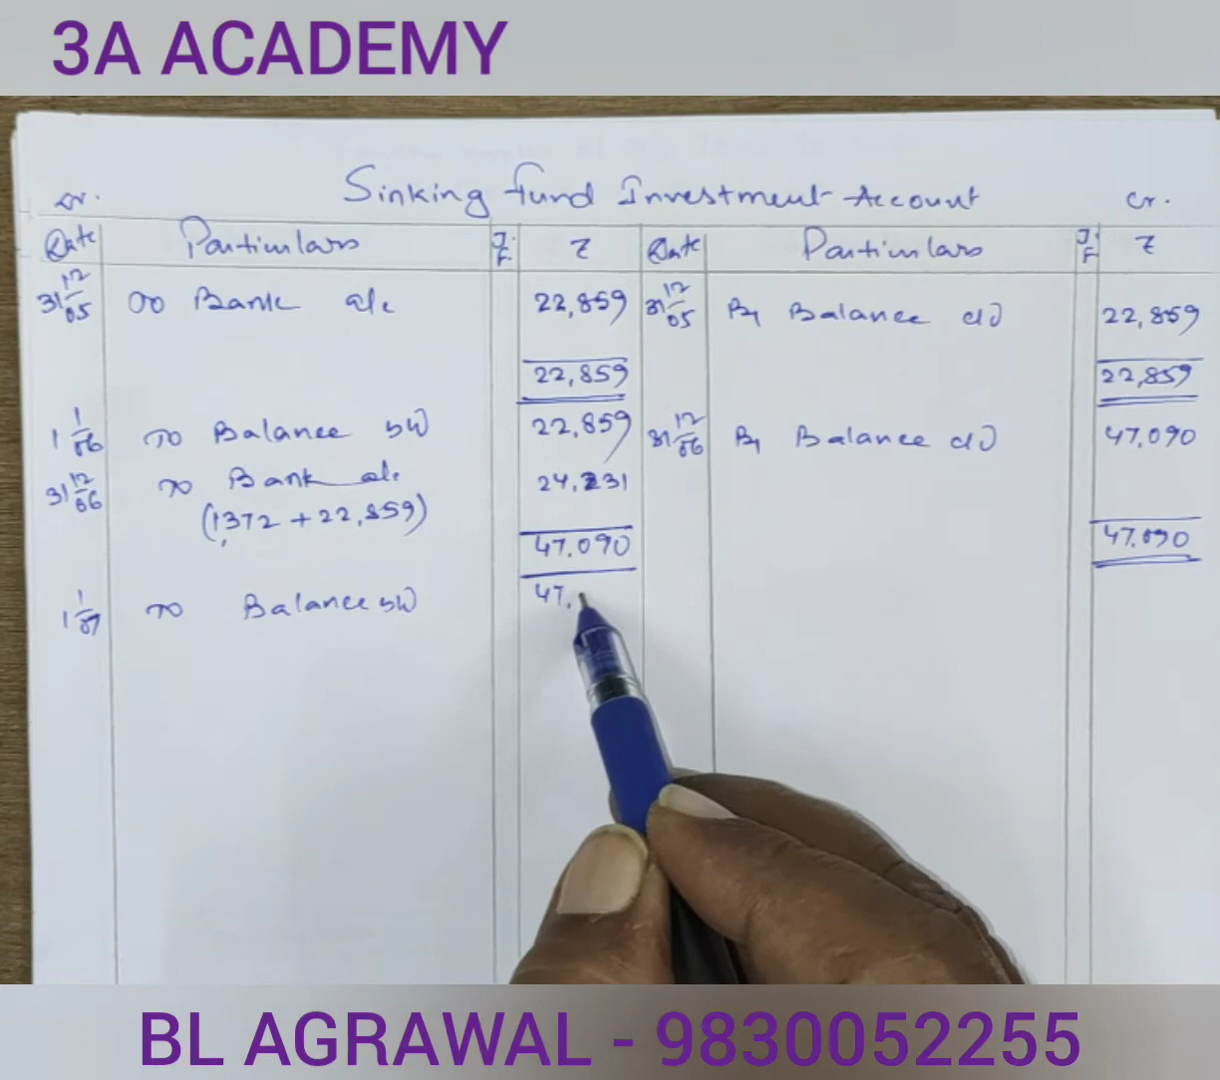 3A ACADEMY
Sinking Fund Investment Account
Dr. Cr.
Date Particulars J.F. ₹ Date Particulars J.F. ₹
31/12/05 To Bank a/c 22,859 31/12/05 By Balance c/d 22,859
22,859 22,859
1/1/06 To Balance b/d 22,859 31/12/06 By Balance c/d 47,090
31/12/06 To Bank a/c 24,231
(1,372 + 22,859)
47,090 47,090
1/1/07 To Balance b/d 47,
BL AGRAWAL - 9830052255